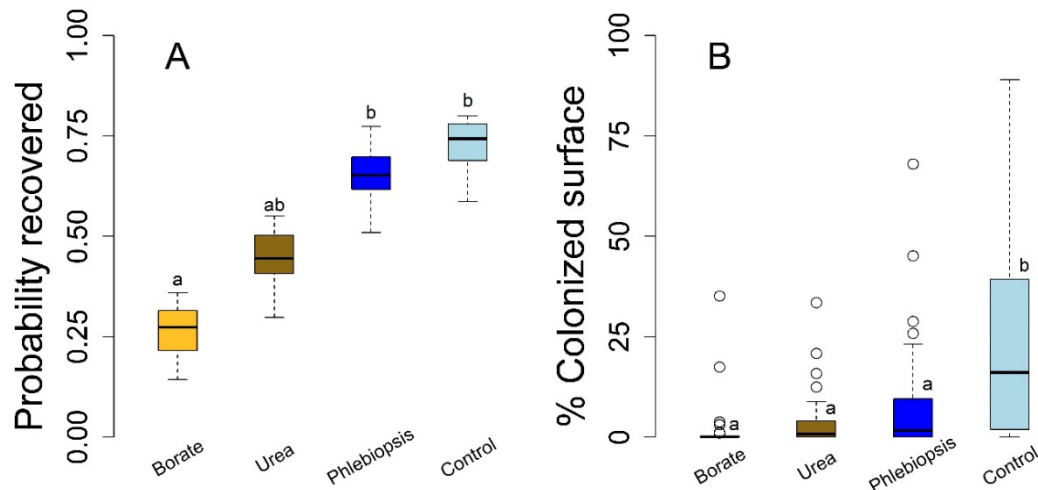 A
Probability recovered
1.00
0.75
0.50
0.25
0.00
a
ab
b
b
Borate
Urea
Phlebiopsis
Control
B
% Colonized surface
100
75
50
25
0
a
a
a
b
Borate
Urea
Phlebiopsis
Control